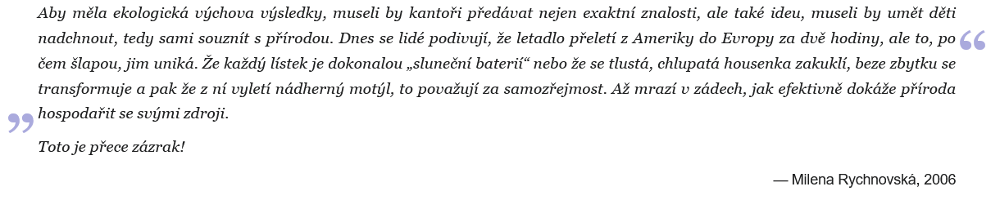 Aby měla ekologická výchova výsledky, museli by kantoři předávat nejen exaktní znalosti, ale také ideu, museli by umět děti
nadchnout, tedy sami souznít s přírodou. Dnes se lidé podivují, že letadlo přeletí z Ameriky do Evropy za dvě hodiny, ale to, po
čem šlapou, jim uniká. Že každý lístek je dokonalou „sluneční baterií“ nebo že se tlustá, chlupatá housenka zakuklí, beze zbytku se
transformuje a pak že z ní vyletí nádherný motýl, to považují za samozřejmost. Až mrazí v zádech, jak efektivně dokáže příroda
hospodařit se svými zdroji.
Toto je přece zázrak!
— Milena Rychnovská, 2006